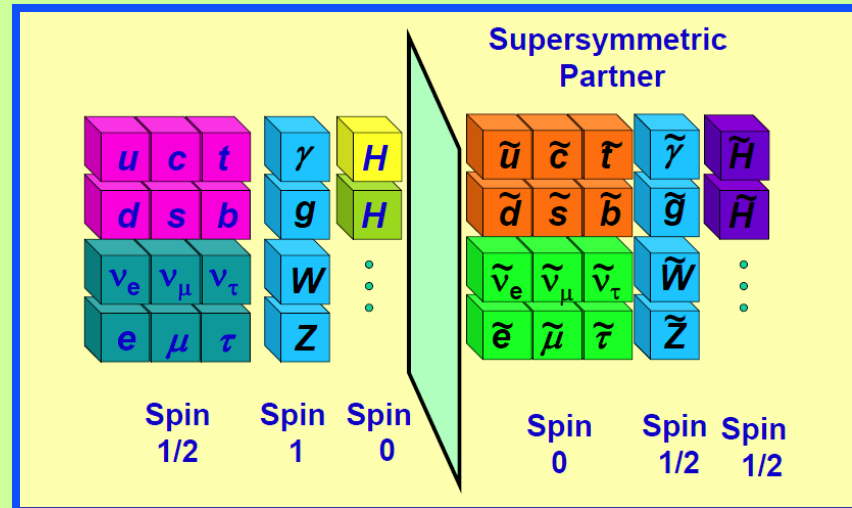 Supersymmetric
Partner
u c t γ H
d s b g H
νe νμ ντ W
e μ τ Z
Spin 1/2
Spin 1
Spin 0
ũ c̃ t̃ γ̃ H̃
d̃ s̃ b̃ g̃ H̃
ν̃e ν̃μ ν̃τ W̃
ẽ μ̃ τ̃ Z̃
Spin 0
Spin 1/2
Spin 1/2